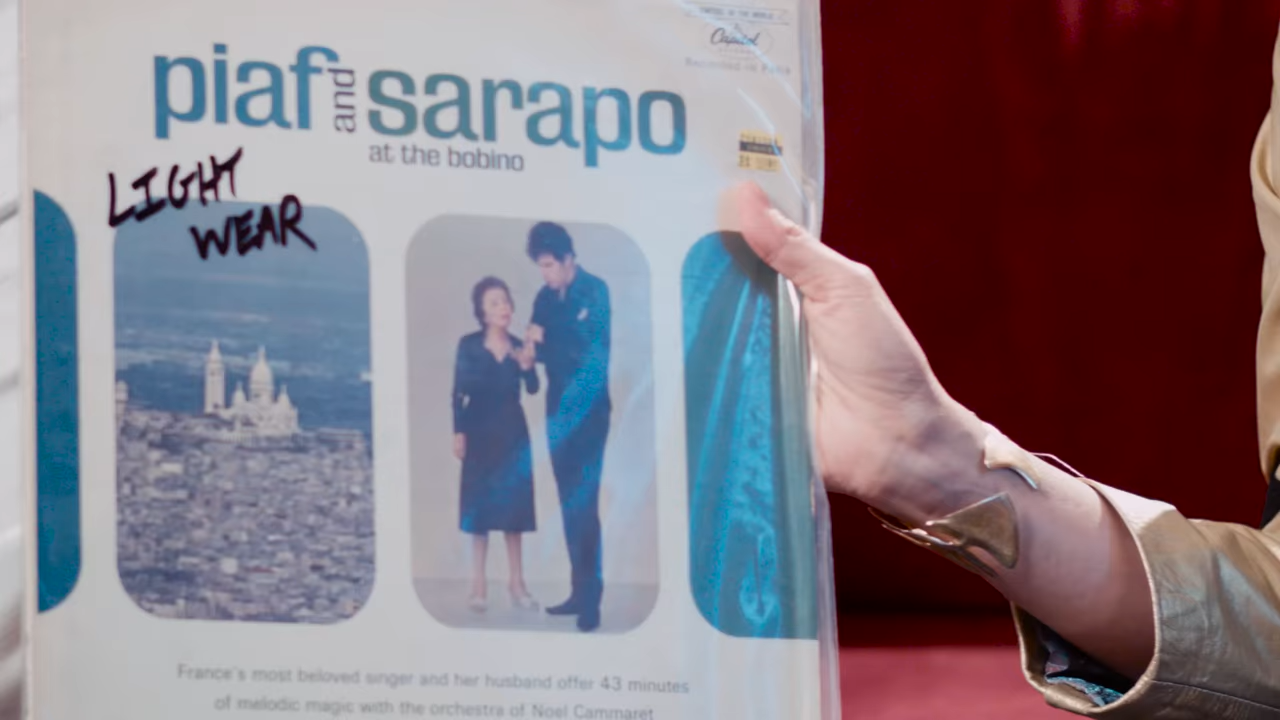 Capitol
piaf and sarapo
at the bobino
LIGHT
WEAR
France's most beloved singer and her husband offer 43 minutes
of melodic magic with the orchestra of Noel Cammaret